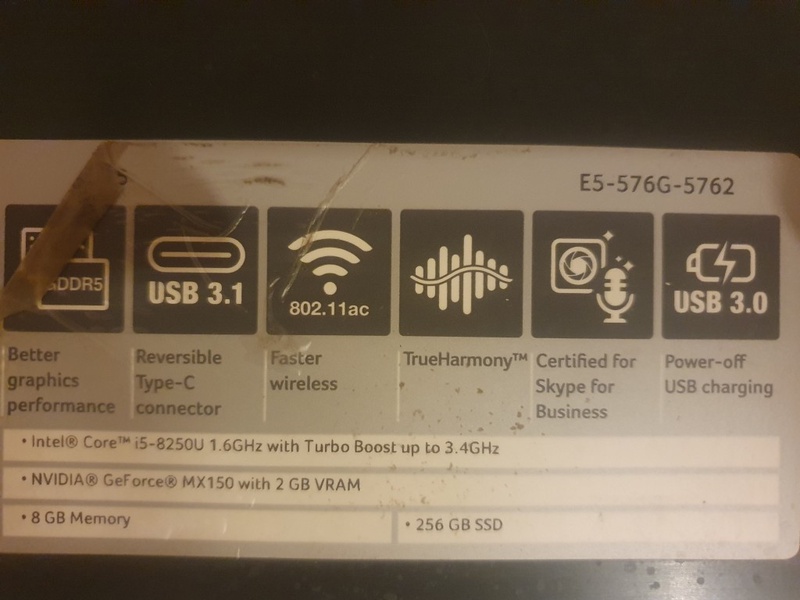 5
E5-576G-5762
GDDR5
USB 3.1
802.11ac
USB 3.0
Better
graphics
performance
Reversible
Type-C
connector
Faster
wireless
TrueHarmony™
Certified for
Skype for
Business
Power-off
USB charging
• Intel® Core™ i5-8250U 1.6GHz with Turbo Boost up to 3.4GHz
• NVIDIA® GeForce® MX150 with 2 GB VRAM
• 8 GB Memory
• 256 GB SSD